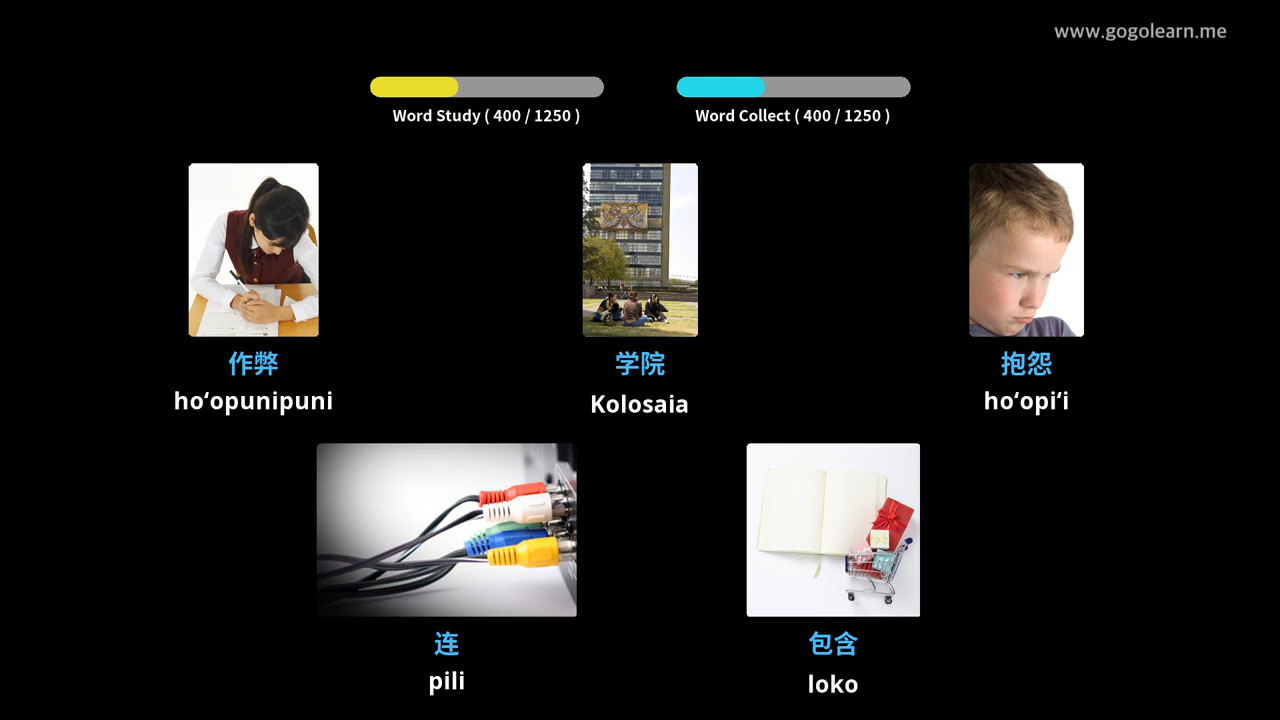 www.gogolearn.me
Word Study ( 400 / 1250 )
Word Collect ( 400 / 1250 )
作弊
hoʻopunipuni
学院
Kolosaia
抱怨
hoʻopiʻi
连
pili
包含
loko